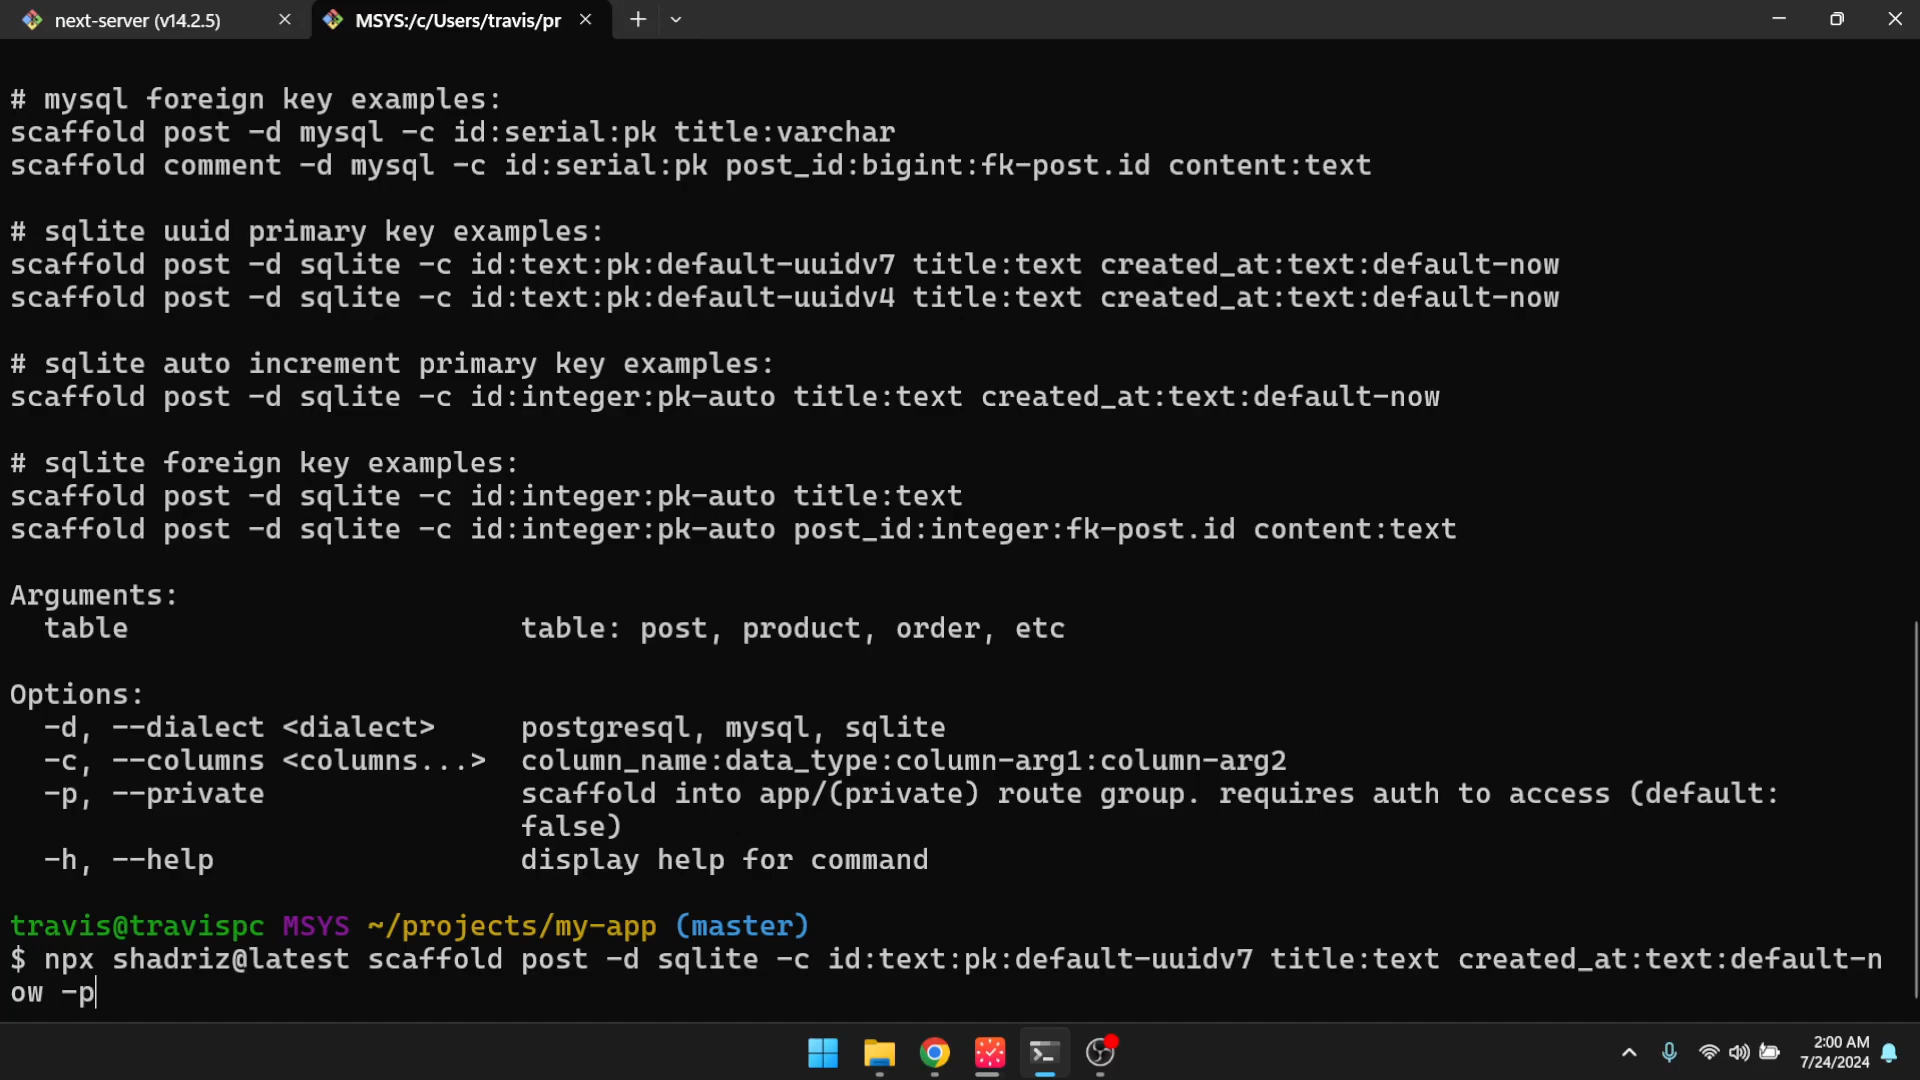 next-server (v14.2.5)
MSYS:/c/Users/travis/pr
# mysql foreign key examples:
scaffold post -d mysql -c id:serial:pk title:varchar
scaffold comment -d mysql -c id:serial:pk post_id:bigint:fk-post.id content:text
# sqlite uuid primary key examples:
scaffold post -d sqlite -c id:text:pk:default-uuidv7 title:text created_at:text:default-now
scaffold post -d sqlite -c id:text:pk:default-uuidv4 title:text created_at:text:default-now
# sqlite auto increment primary key examples:
scaffold post -d sqlite -c id:integer:pk-auto title:text created_at:text:default-now
# sqlite foreign key examples:
scaffold post -d sqlite -c id:integer:pk-auto title:text
scaffold post -d sqlite -c id:integer:pk-auto post_id:integer:fk-post.id content:text
Arguments:
table table: post, product, order, etc
Options:
-d, --dialect <dialect> postgresql, mysql, sqlite
-c, --columns <columns...> column_name:data_type:column-arg1:column-arg2
-p, --private scaffold into app/(private) route group. requires auth to access (default:
false)
-h, --help display help for command
travis@travispc MSYS ~/projects/my-app (master)
$ npx shadriz@latest scaffold post -d sqlite -c id:text:pk:default-uuidv7 title:text created_at:text:default-n
ow -p
2:00 AM
7/24/2024